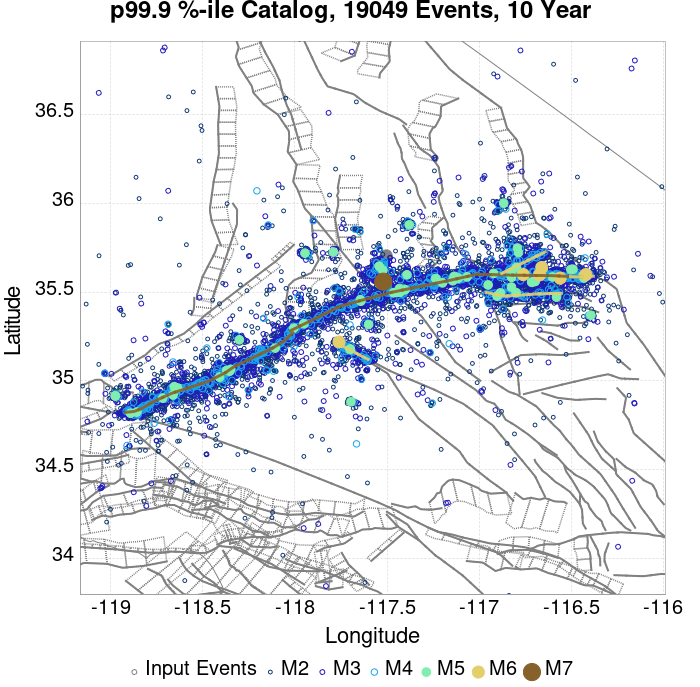 p99.9 %-ile Catalog, 19049 Events, 10 Year
36.5
36
35.5
35
34.5
34
Latitude
-119 -118.5 -118 -117.5 -117 -116.5 -116
Longitude
Input Events M2 M3 M4 M5 M6 M7